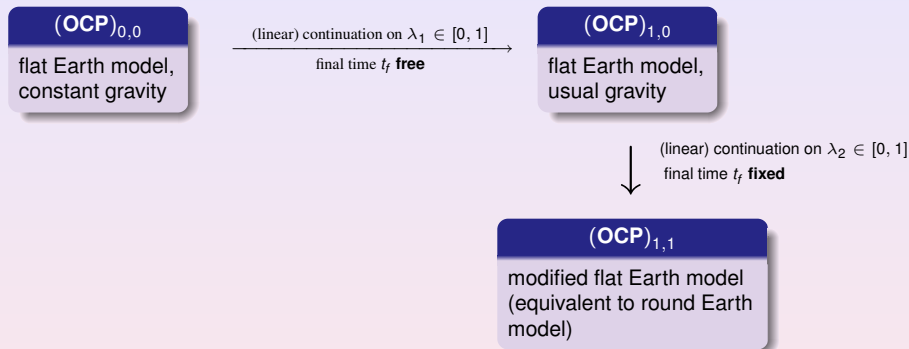 (OCP)₀,₀
flat Earth model,
constant gravity
(linear) continuation on λ₁ ∈ [0, 1]
final time t_f free
(OCP)₁,₀
flat Earth model,
usual gravity
(linear) continuation on λ₂ ∈ [0, 1]
final time t_f fixed
(OCP)₁,₁
modified flat Earth model
(equivalent to round Earth
model)